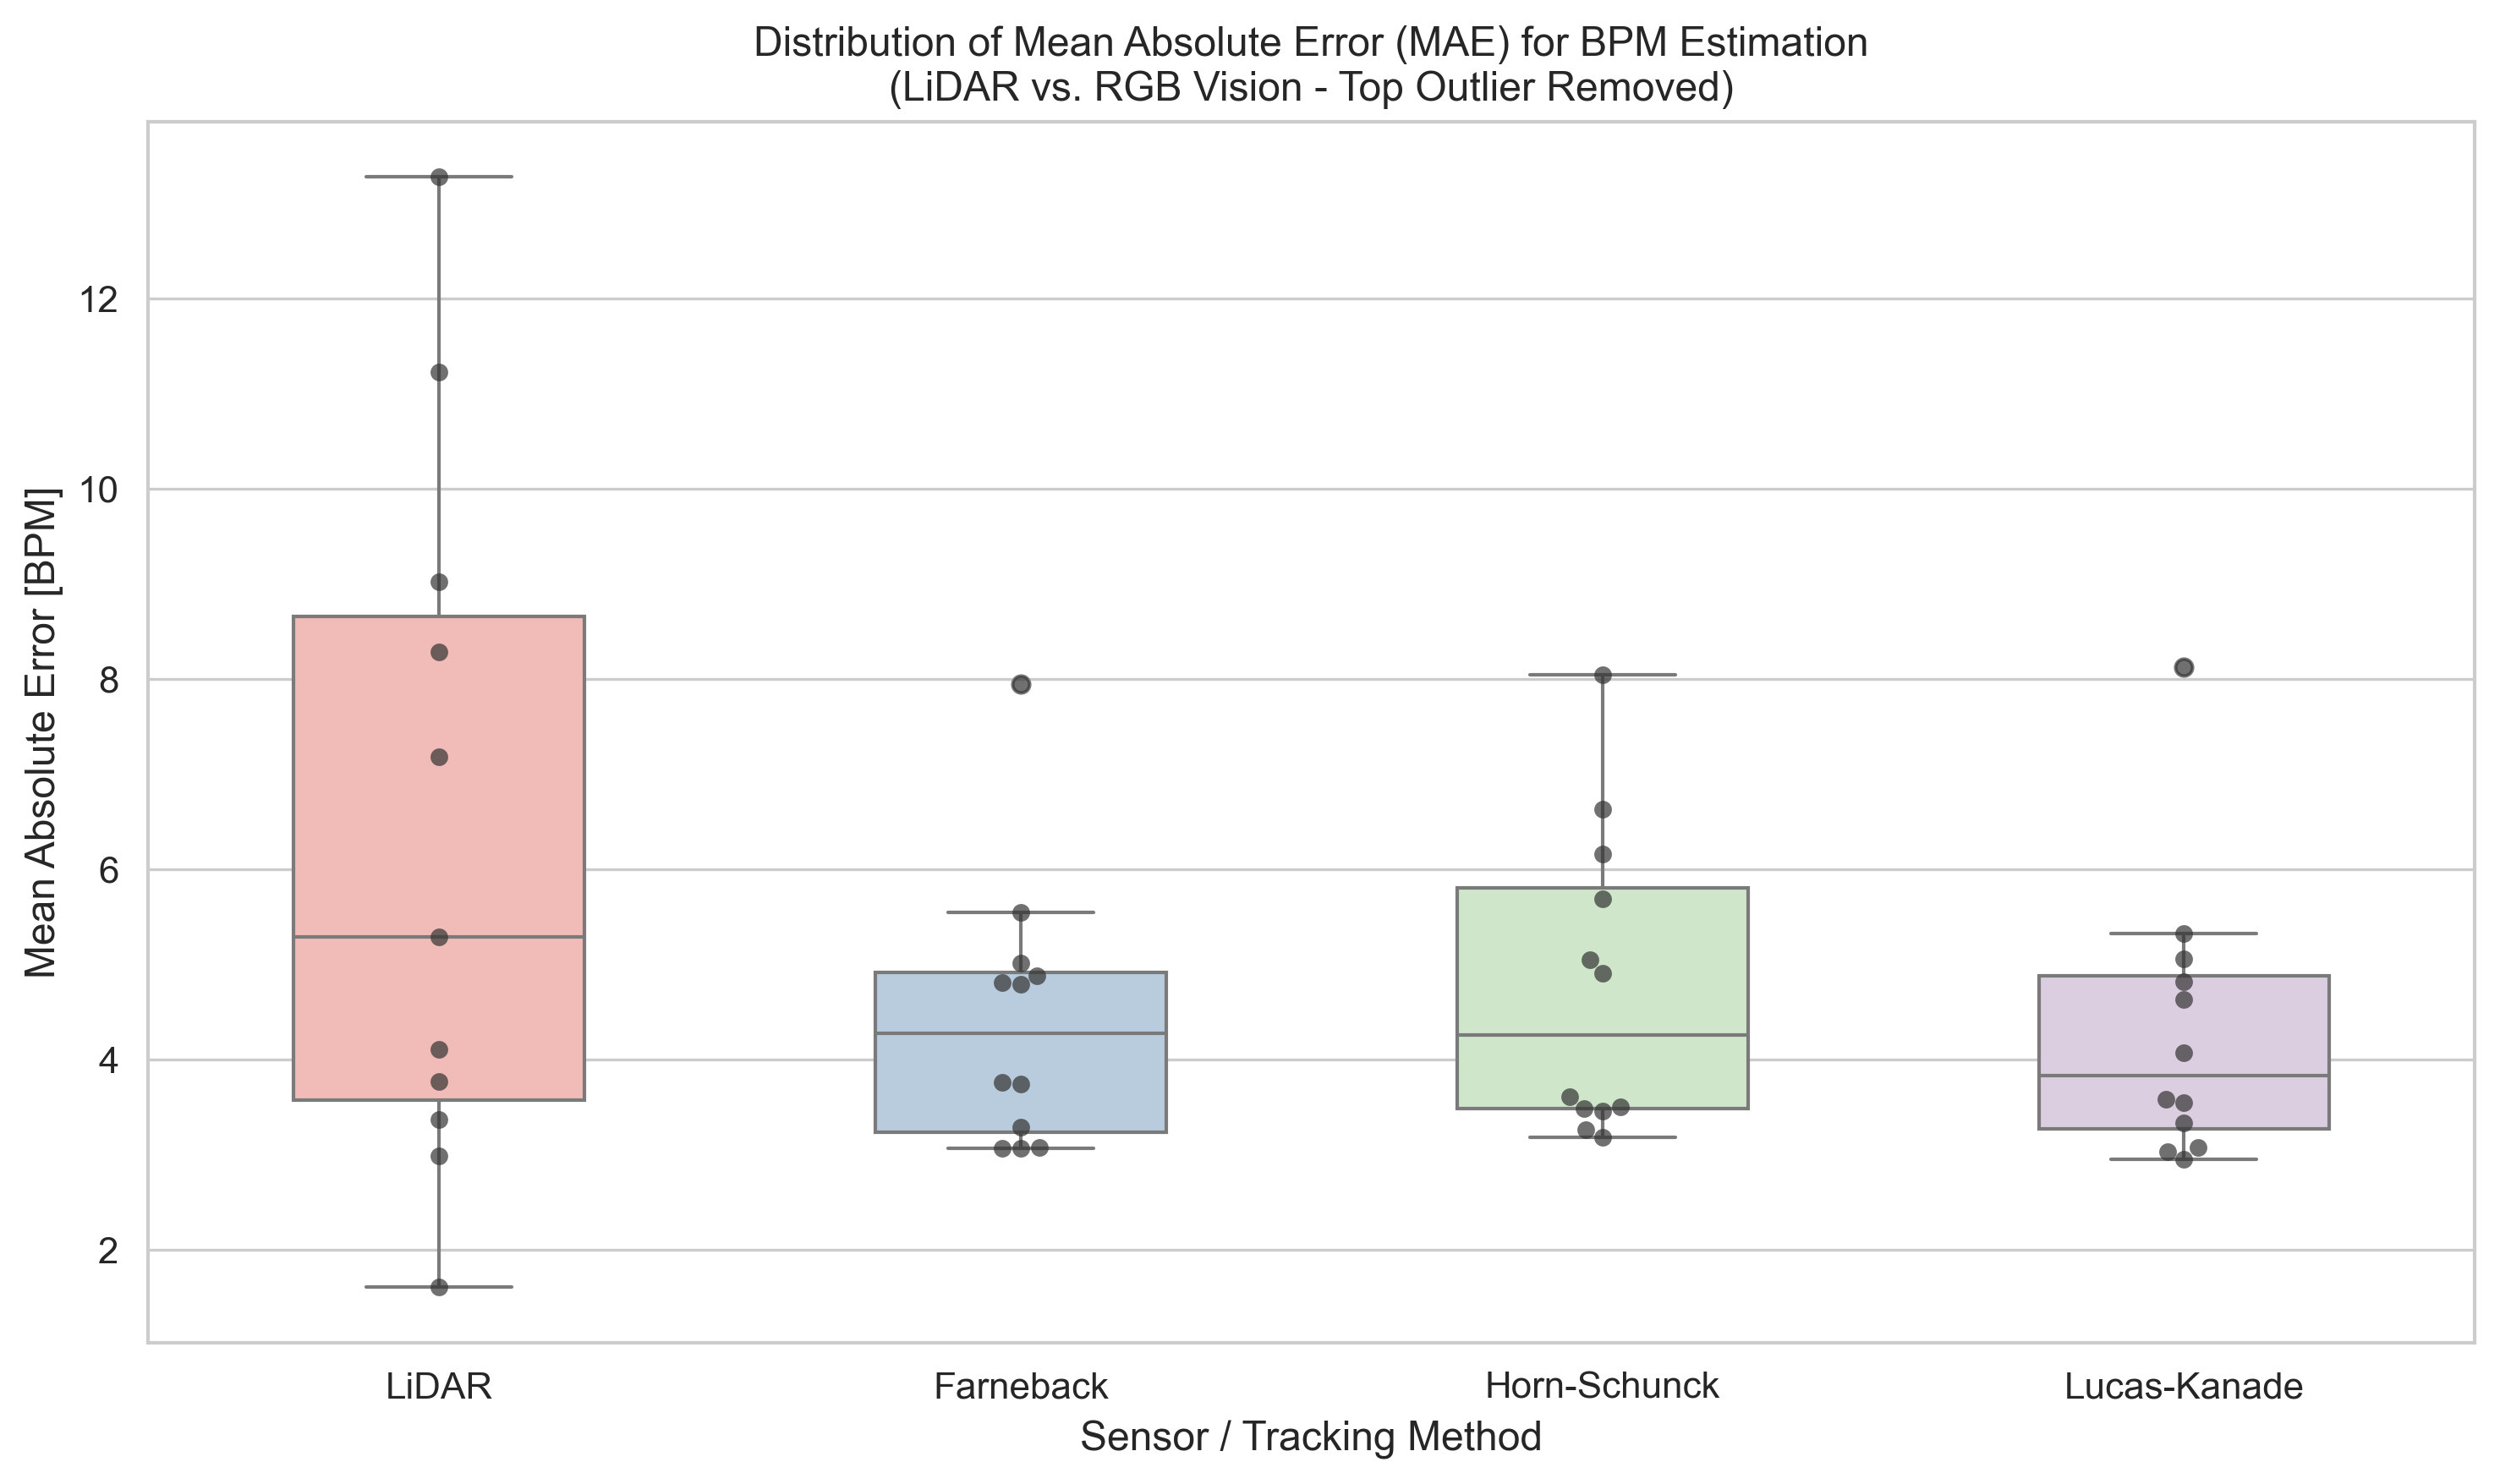 Distribution of Mean Absolute Error (MAE) for BPM Estimation
(LiDAR vs. RGB Vision - Top Outlier Removed)
Mean Absolute Error [BPM]
12
10
8
6
4
2
LiDAR
Farneback
Horn-Schunck
Lucas-Kanade
Sensor / Tracking Method